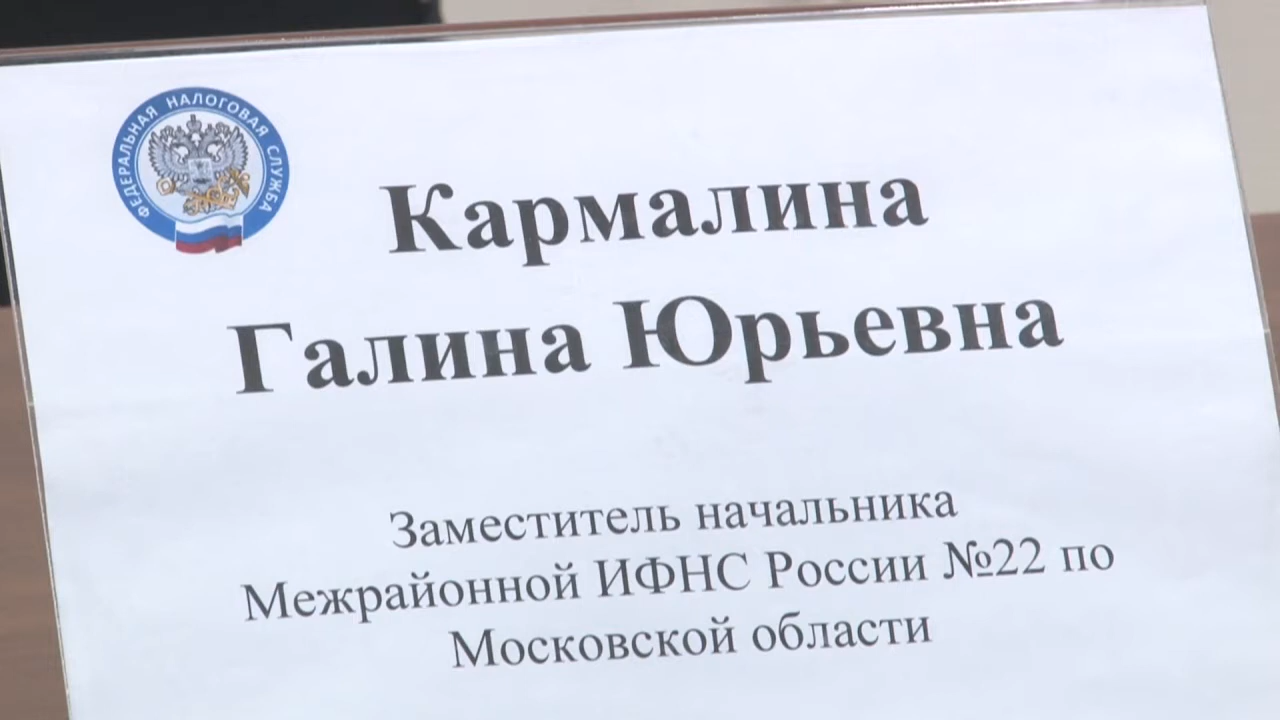 ФЕДЕРАЛЬНАЯ НАЛОГОВАЯ СЛУЖБА
Кармалина
Галина Юрьевна
Заместитель начальника
Межрайонной ИФНС России №22 по
Московской области